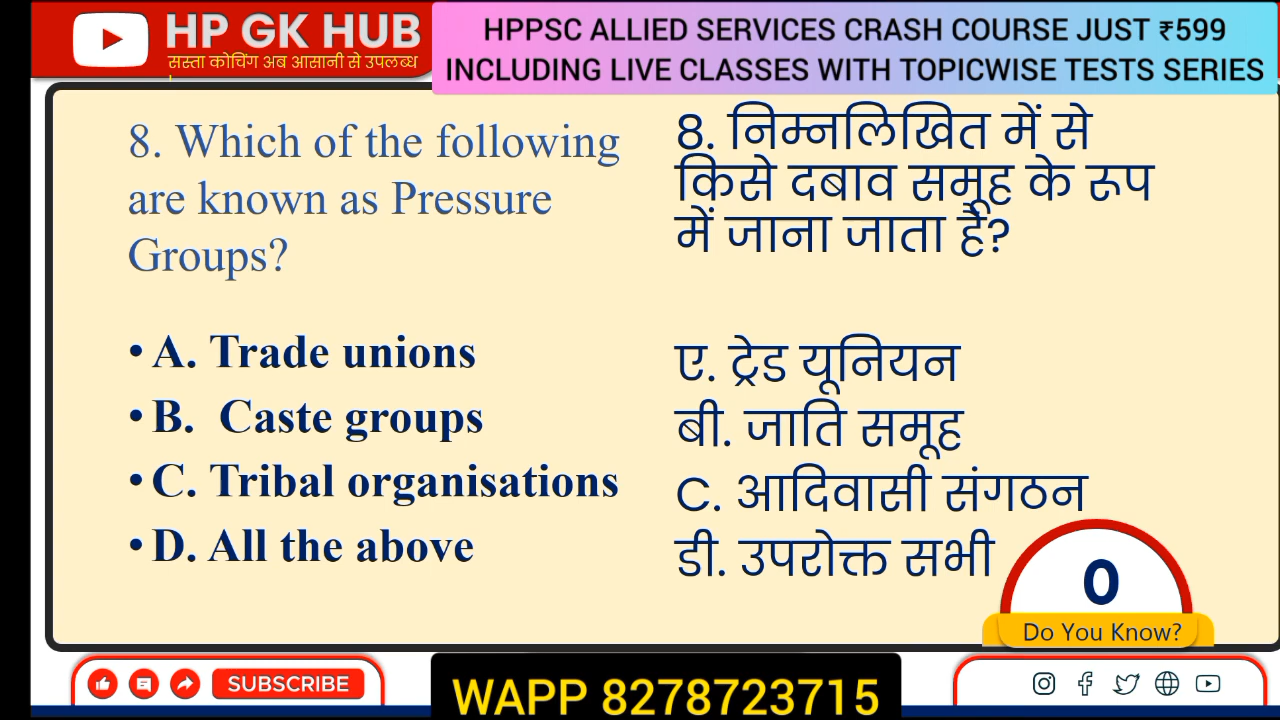 HP GK HUB
सस्ता कोचिंग अब आसानी से उपलब्ध
HPPSC ALLIED SERVICES CRASH COURSE JUST ₹599
INCLUDING LIVE CLASSES WITH TOPICWISE TESTS SERIES
8. Which of the following
are known as Pressure
Groups?
• A. Trade unions
• B. Caste groups
• C. Tribal organisations
• D. All the above
8. निम्नलिखित में से
किसे दबाव समूह के रूप
में जाना जाता है?
ए. ट्रेड यूनियन
बी. जाति समूह
C. आदिवासी संगठन
डी. उपरोक्त सभी
0
Do You Know?
SUBSCRIBE
WAPP 8278723715